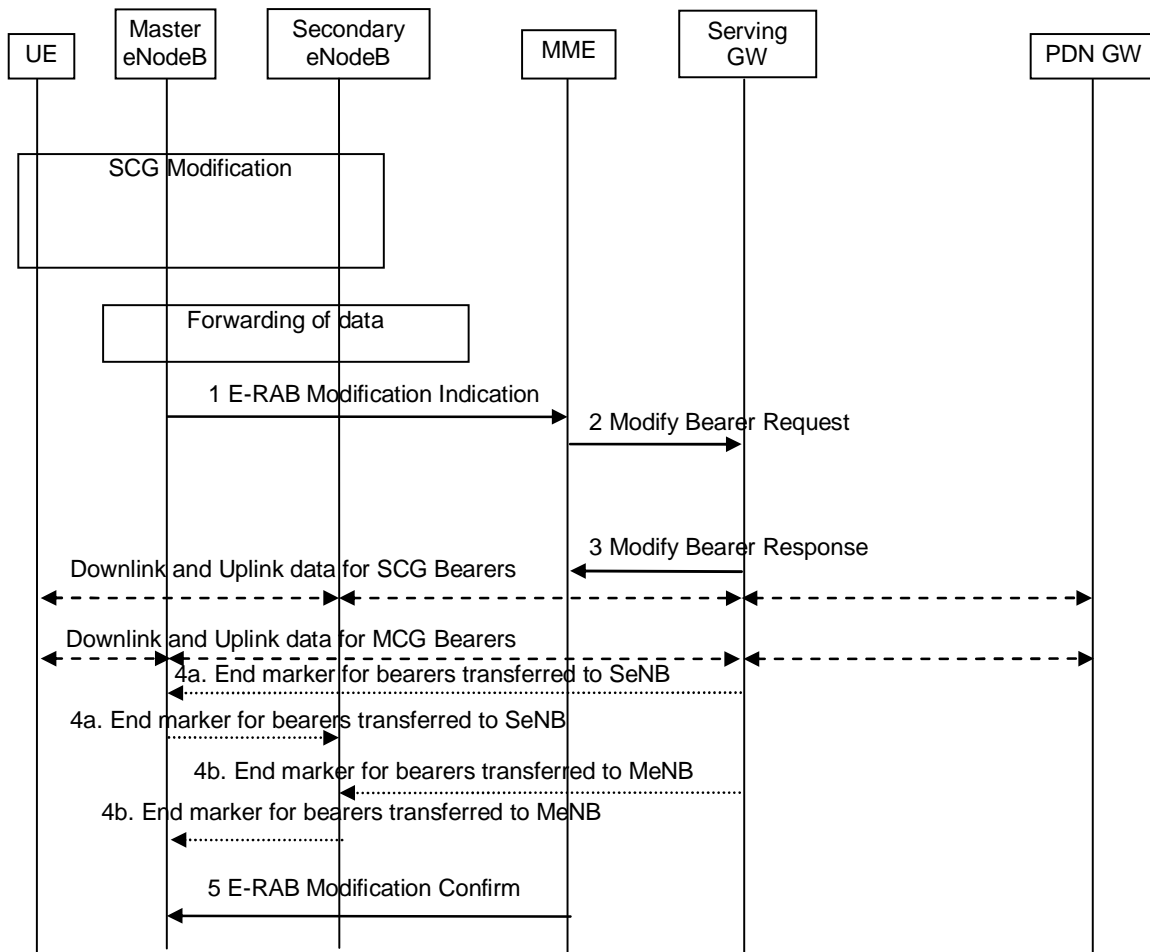 UE
Master
eNodeB
Secondary
eNodeB
MME
Serving
GW
PDN GW
SCG Modification
Forwarding of data
1 E-RAB Modification Indication
2 Modify Bearer Request
3 Modify Bearer Response
Downlink and Uplink data for SCG Bearers
Downlink and Uplink data for MCG Bearers
4a. End marker for bearers transferred to SeNB
4a. End marker for bearers transferred to SeNB
4b. End marker for bearers transferred to MeNB
4b. End marker for bearers transferred to MeNB
5 E-RAB Modification Confirm